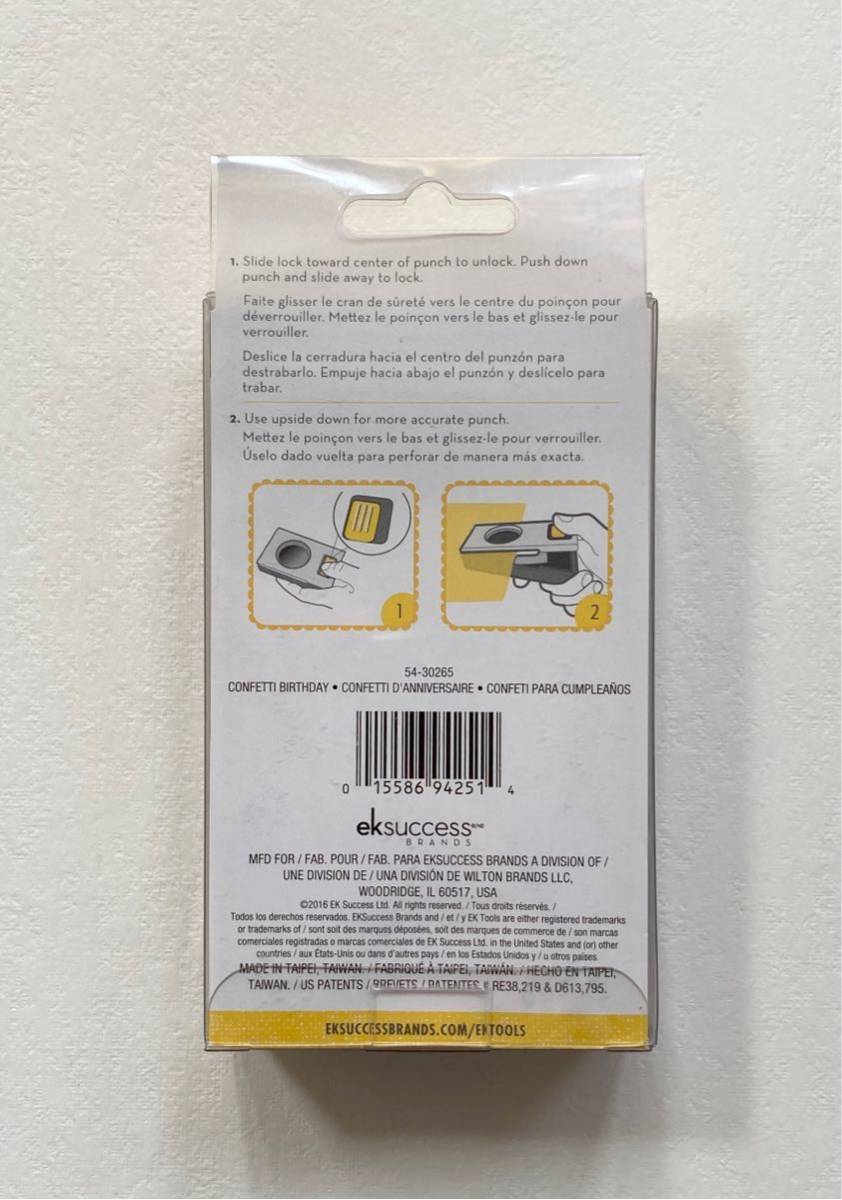 1. Slide lock toward center of punch to unlock. Push down
punch and slide away to lock.
Faite glisser le cran de sûreté vers le centre du poinçon pour
déverrouiller. Mettez le poinçon vers le bas et glissez-le pour
verrouiller.
Deslice la cerradura hacia el centro del punzón para
destrabarlo. Empuje hacia abajo el punzón y deslícelo para
trabar.
2. Use upside down for more accurate punch.
Mettez le poinçon vers le bas et glissez-le pour verrouiller.
Úselo dado vuelta para perforar de manera más exacta.
1
2
54-30265
CONFETTI BIRTHDAY • CONFETTI D'ANNIVERSAIRE • CONFETI PARA CUMPLEAÑOS
0 15586 94251 4
eksuccess
BRANDS
MFD FOR / FAB. POUR / FAB. PARA EKSUCCESS BRANDS A DIVISION OF /
UNE DIVISION DE / UNA DIVISIÓN DE WILTON BRANDS LLC,
WOODRIDGE, IL 60517, USA
©2016 EK Success Ltd. All rights reserved. / Tous droits réservés. /
Todos los derechos reservados. EKSuccess Brands and / et / y EK Tools are either registered trademarks
or trademarks of / sont soit des marques déposées, soit des marques de commerce de / son marcas
comerciales registradas o marcas comerciales de EK Success Ltd. in the United States and (or) other
countries / aux États-Unis ou dans d'autres pays / en los Estados Unidos y / u otros países.
MADE IN TAIPEI, TAIWAN. / FABRIQUÉ À TAIPEI, TAIWÁN. / HECHO EN TAIPEI,
TAIWAN. / US PATENTS / BREVETS / PATENTES # RE38,219 & D613,795.
EKSUCCESSBRANDS.COM/EKTOOLS